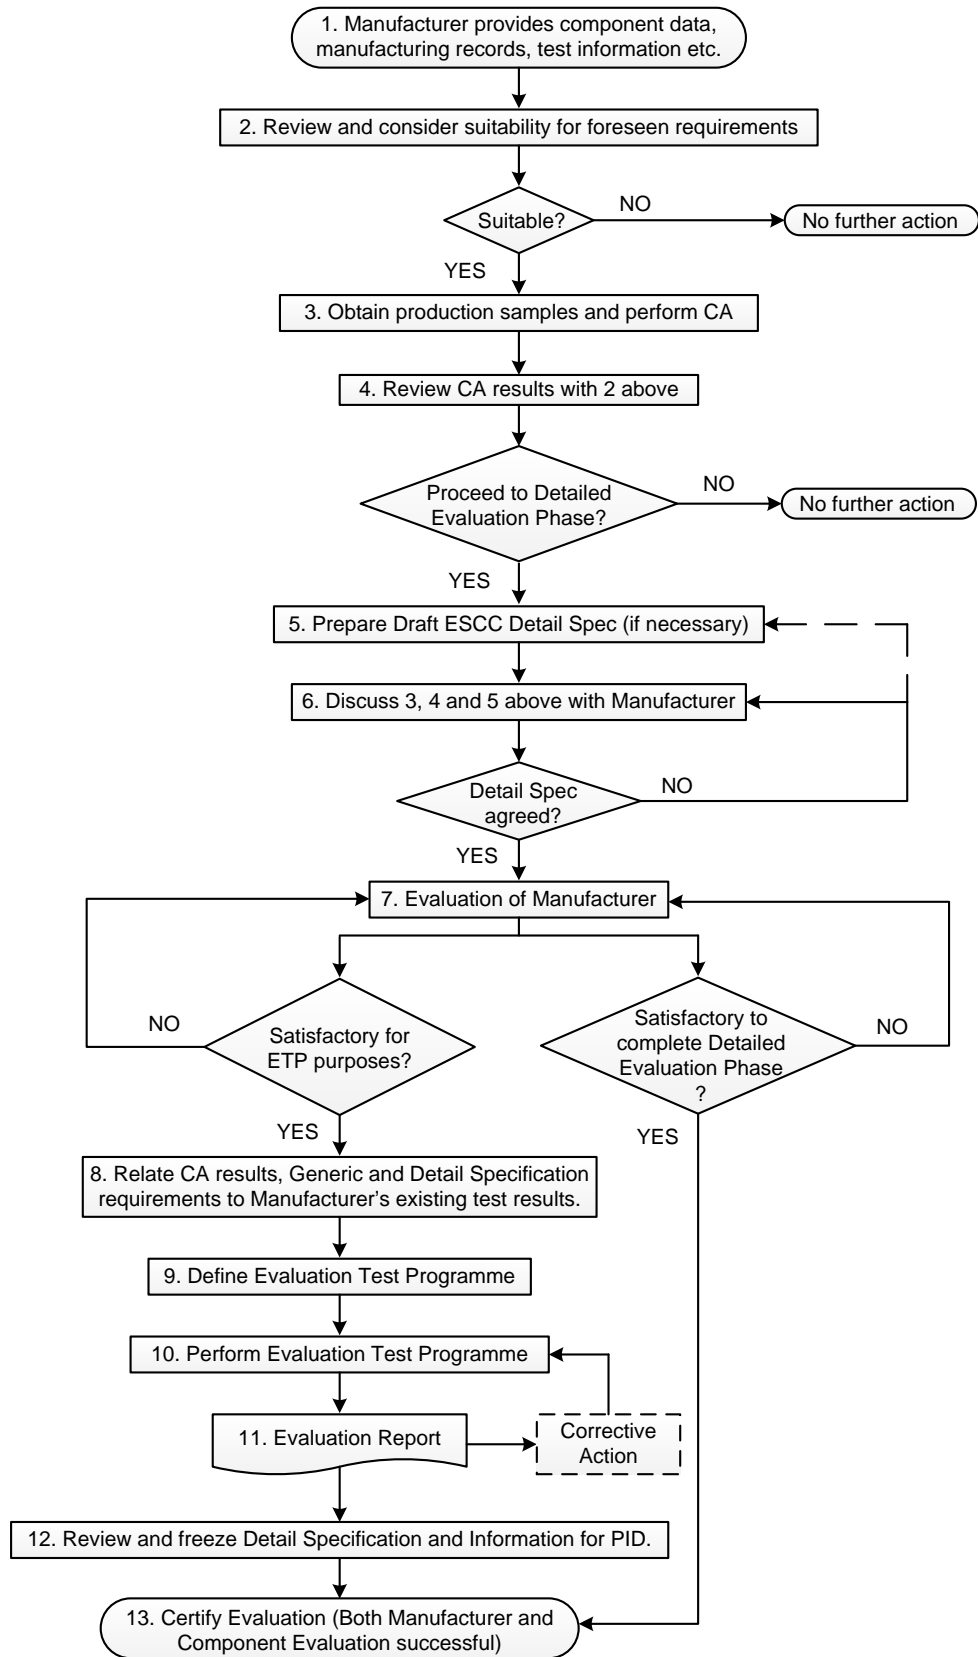 1. Manufacturer provides component data,
manufacturing records, test information etc.
2. Review and consider suitability for foreseen requirements
Suitable?
NO
No further action
YES
3. Obtain production samples and perform CA
4. Review CA results with 2 above
Proceed to Detailed
Evaluation Phase?
NO
No further action
YES
5. Prepare Draft ESCC Detail Spec (if necessary)
6. Discuss 3, 4 and 5 above with Manufacturer
Detail Spec
agreed?
NO
YES
7. Evaluation of Manufacturer
Satisfactory for
ETP purposes?
NO
YES
Satisfactory to
complete Detailed
Evaluation Phase
?
NO
YES
8. Relate CA results, Generic and Detail Specification
requirements to Manufacturer's existing test results.
9. Define Evaluation Test Programme
10. Perform Evaluation Test Programme
11. Evaluation Report
Corrective
Action
12. Review and freeze Detail Specification and Information for PID.
13. Certify Evaluation (Both Manufacturer and
Component Evaluation successful)